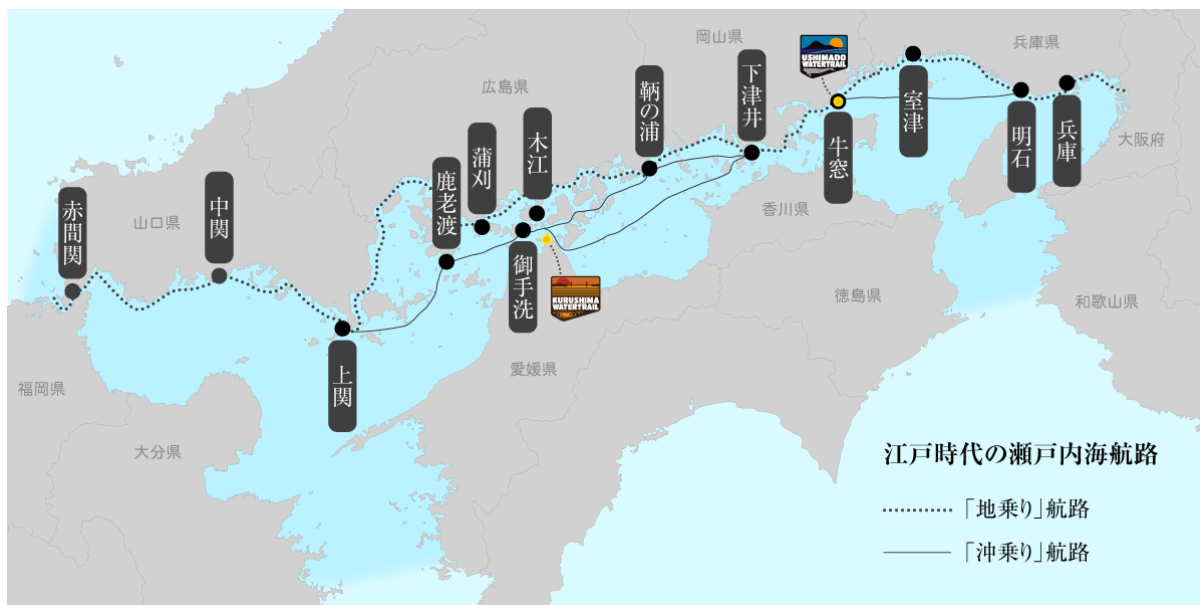 岡山県
兵庫県
広島県
山口県
大阪府
香川県
徳島県
和歌山県
愛媛県
福岡県
大分県
赤間関
中関
上関
鹿老渡
蒲刈
木江
御手洗
鞆の浦
下津井
牛窓
室津
明石
兵庫
USHIMADO
WATERTRAIL
KURUSHIMA
WATERTRAIL
江戸時代の瀬戸内海航路
「地乗り」航路
「沖乗り」航路